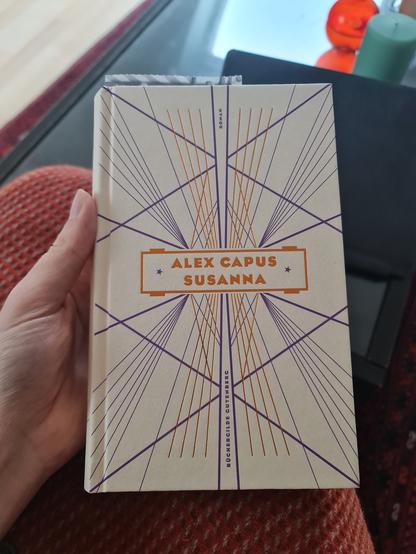 ROMAN
ALEX CAPUS
SUSANNA
BÜCHERGILDE GUTENBERG